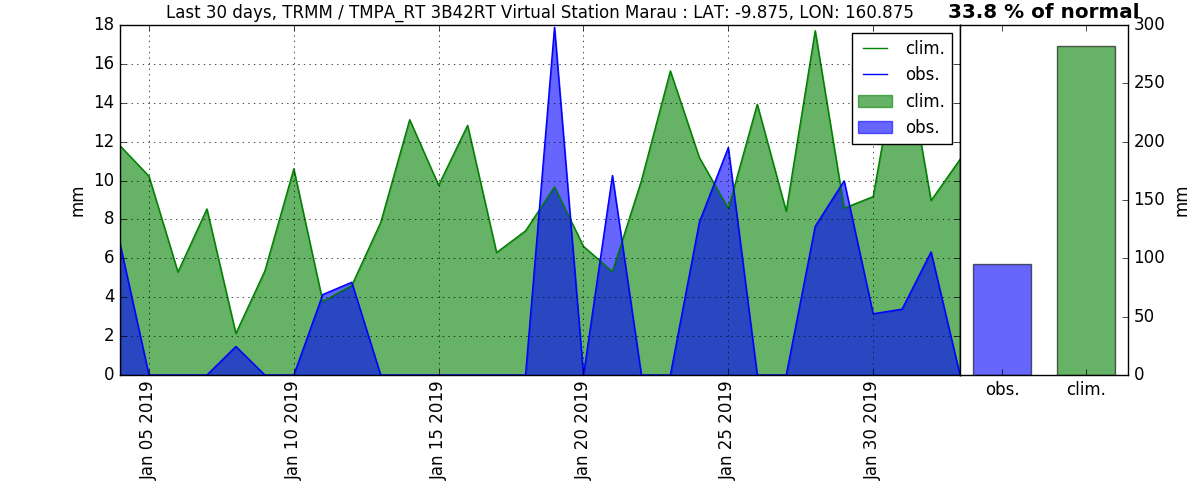 Last 30 days, TRMM / TMPA_RT 3B42RT Virtual Station Marau : LAT: -9.875, LON: 160.875
33.8 % of normal
18
16
14
12
10
8
6
4
2
0
mm
clim.
obs.
clim.
obs.
Jan 05 2019
Jan 10 2019
Jan 15 2019
Jan 20 2019
Jan 25 2019
Jan 30 2019
300
250
200
150
100
50
0
mm
obs.
clim.